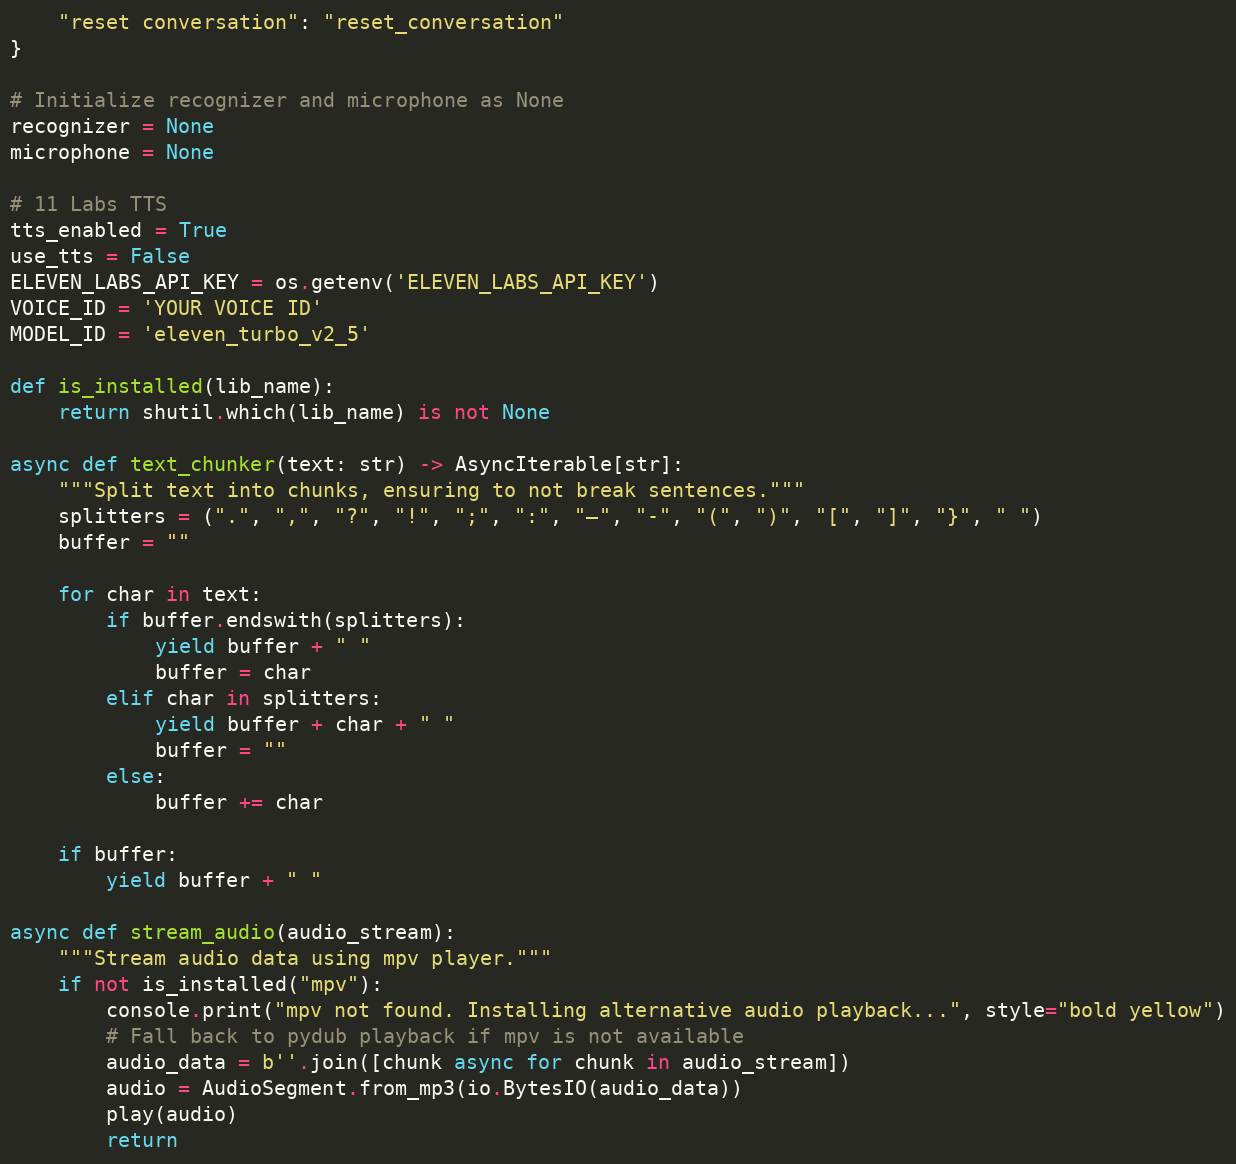 "reset conversation": "reset_conversation"
}

# Initialize recognizer and microphone as None
recognizer = None
microphone = None

# 11 Labs TTS
tts_enabled = True
use_tts = False
ELEVEN_LABS_API_KEY = os.getenv('ELEVEN_LABS_API_KEY')
VOICE_ID = 'YOUR VOICE ID'
MODEL_ID = 'eleven_turbo_v2_5'

def is_installed(lib_name):
    return shutil.which(lib_name) is not None

async def text_chunker(text: str) -> AsyncIterable[str]:
    """Split text into chunks, ensuring to not break sentences."""
    splitters = (".", ",", "?", "!", ";", ":", "—", "-", "(", ")", "[", "]", "}", " ")
    buffer = ""

    for char in text:
        if buffer.endswith(splitters):
            yield buffer + " "
            buffer = char
        elif char in splitters:
            yield buffer + char + " "
            buffer = ""
        else:
            buffer += char

    if buffer:
        yield buffer + " "

async def stream_audio(audio_stream):
    """Stream audio data using mpv player."""
    if not is_installed("mpv"):
        console.print("mpv not found. Installing alternative audio playback...", style="bold yellow")
        # Fall back to pydub playback if mpv is not available
        audio_data = b''.join([chunk async for chunk in audio_stream])
        audio = AudioSegment.from_mp3(io.BytesIO(audio_data))
        play(audio)
        return